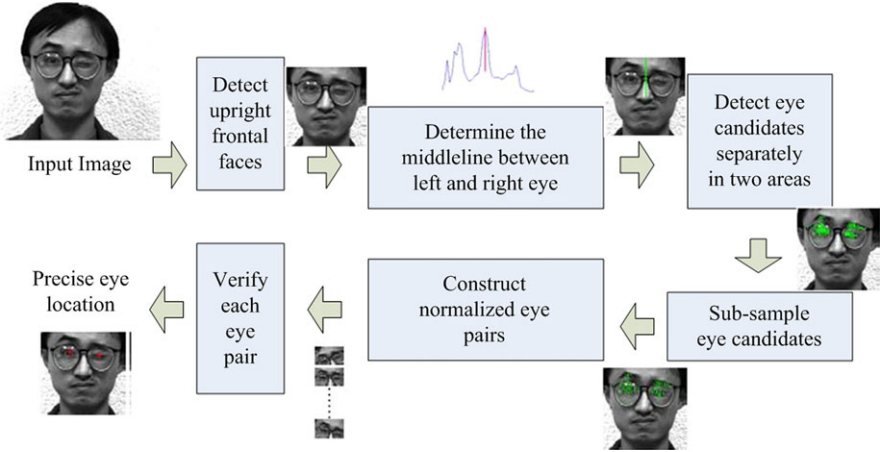 Input Image
Detect
upright
frontal
faces
Determine the
middleline between
left and right eye
Detect eye
candidates
separately
in two areas
Sub-sample
eye candidates
Construct
normalized eye
pairs
Verify
each
eye
pair
Precise eye
location